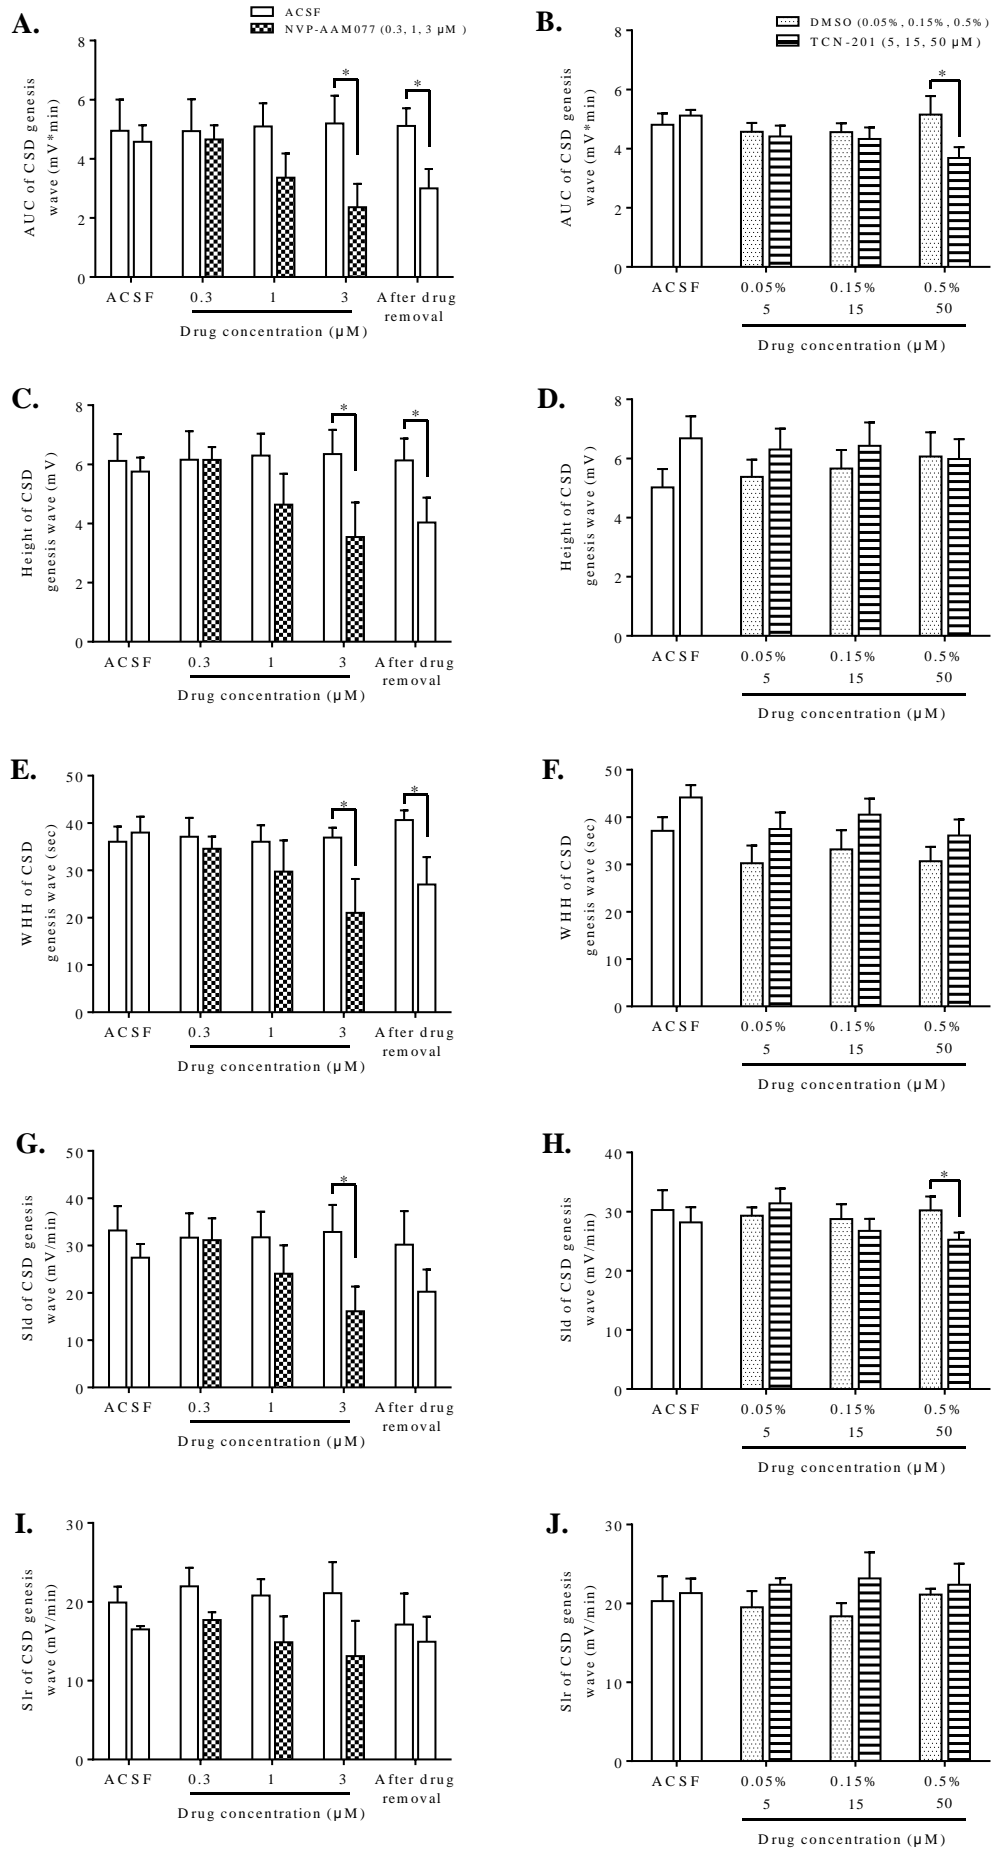 A.
ACSF
NVP-AAM077 (0.3, 1, 3 μM )
AUC of CSD genesis
wave (mV*min)
8
6
4
2
0
*
*
ACSF
0.3
1
3
After drug
removal
Drug concentration (μM)
B.
DMSO (0.05%, 0.15%, 0.5%)
TCN-201 (5, 15, 50 μM)
AUC of CSD genesis
wave (mV*min)
8
6
4
2
0
*
ACSF
0.05%
0.15%
0.5%
5
15
50
Drug concentration (μM)
C.
Height of CSD
genesis wave (mV)
8
6
4
2
0
*
*
ACSF
0.3
1
3
After drug
removal
Drug concentration (μM)
D.
Height of CSD
genesis wave (mV)
8
6
4
2
0
ACSF
0.05%
0.15%
0.5%
5
15
50
Drug concentration (μM)
E.
WHH of CSD
genesis wave (sec)
50
40
30
20
10
0
*
*
ACSF
0.3
1
3
After drug
removal
Drug concentration (μM)
F.
WHH of CSD
genesis wave (sec)
50
40
30
20
10
0
ACSF
0.05%
0.15%
0.5%
5
15
50
Drug concentration (μM)
G.
Sld of CSD genesis
wave (mV/min)
50
40
30
20
10
0
*
ACSF
0.3
1
3
After drug
removal
Drug concentration (μM)
H.
Sld of CSD genesis
wave (mV/min)
40
30
20
10
0
*
ACSF
0.05%
0.15%
0.5%
5
15
50
Drug concentration (μM)
I.
Slr of CSD genesis
wave (mV/min)
30
20
10
0
ACSF
0.3
1
3
After drug
removal
Drug concentration (μM)
J.
Slr of CSD genesis
wave (mV/min)
30
20
10
0
ACSF
0.05%
0.15%
0.5%
5
15
50
Drug concentration (μM)